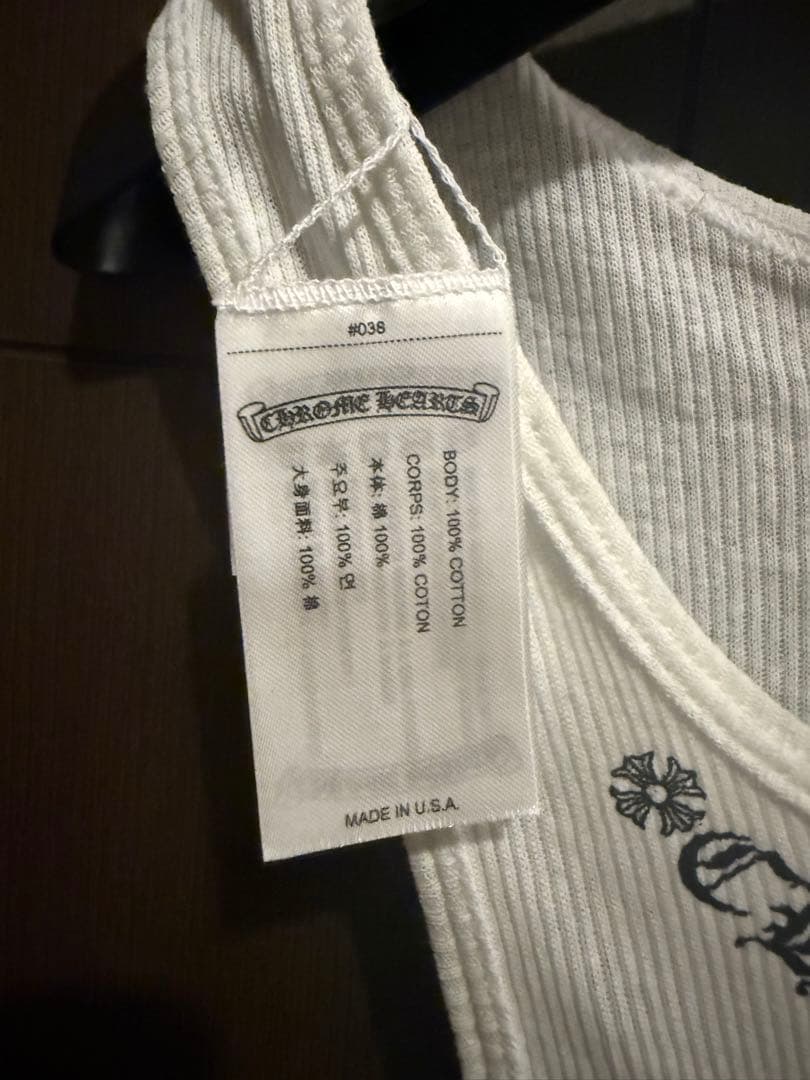 #038
CHROME HEARTS
BODY: 100% COTTON
CORPS: 100% COTON
本体: 綿 100%
주요부: 100% 면
大身面料: 100% 棉
MADE IN U.S.A.